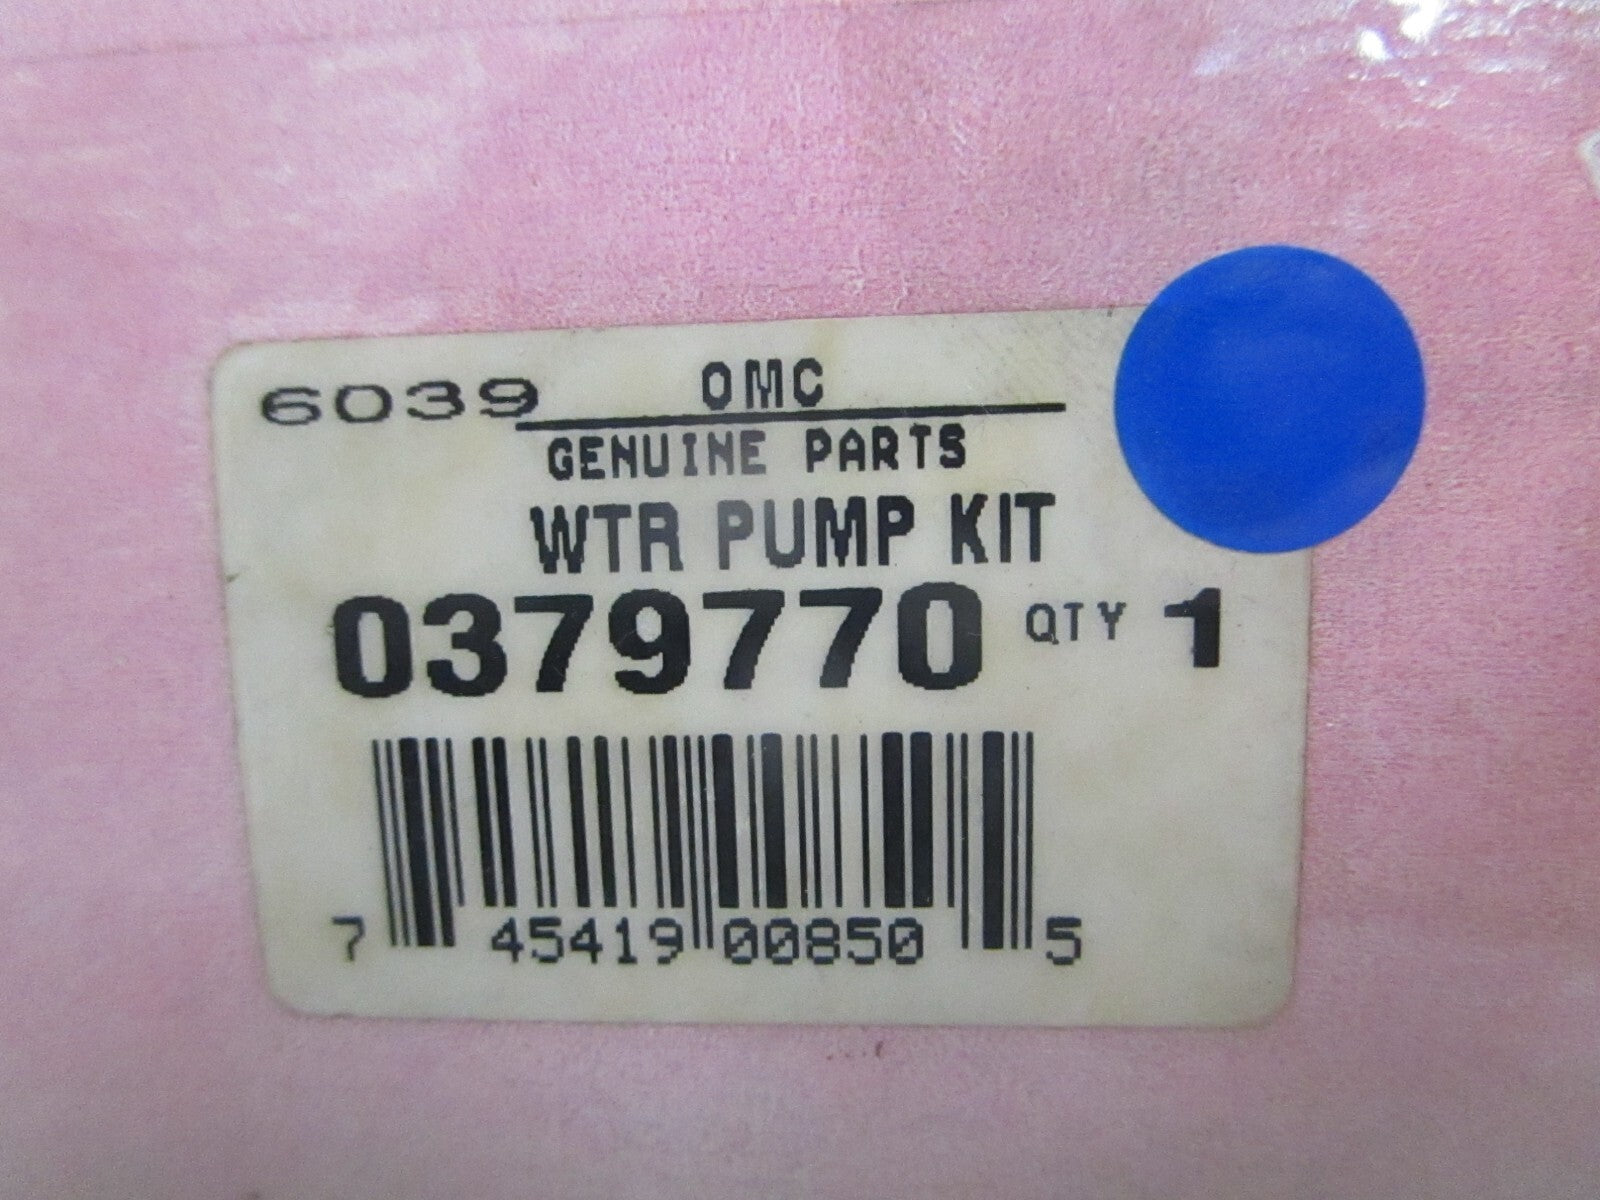 6039 OMC
GENUINE PARTS
WTR PUMP KIT
0379770 QTY 1
7 45419 00850 5